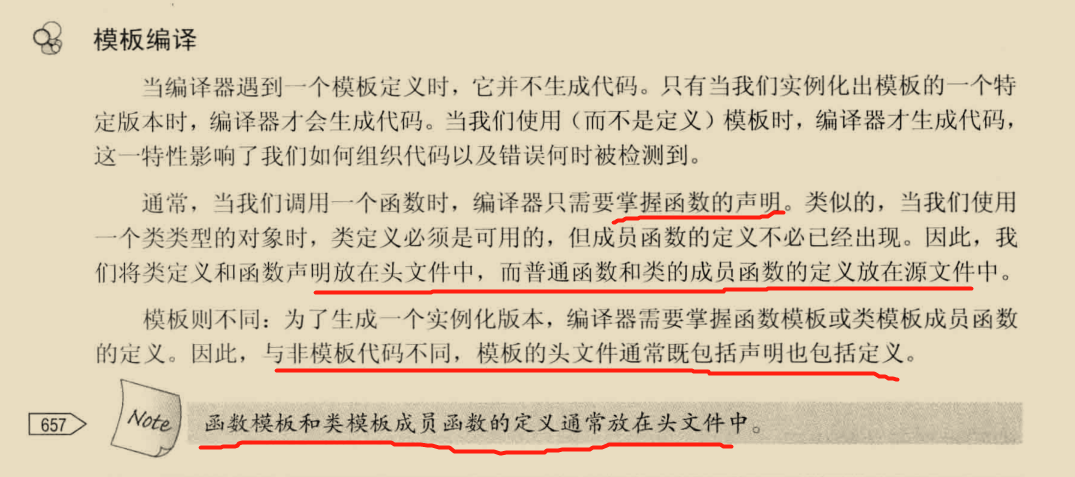 模板编译
当编译器遇到一个模板定义时，它并不生成代码。只有当我们实例化出模板的一个特
定版本时，编译器才会生成代码。当我们使用（而不是定义）模板时，编译器才生成代码，
这一特性影响了我们如何组织代码以及错误何时被检测到。
通常，当我们调用一个函数时，编译器只需要掌握函数的声明。类似的，当我们使用
一个类类型的对象时，类定义必须是可用的，但成员函数的定义不必已经出现。因此，我
们将类定义和函数声明放在头文件中，而普通函数和类的成员函数的定义放在源文件中。
模板则不同：为了生成一个实例化版本，编译器需要掌握函数模板或类模板成员函数
的定义。因此，与非模板代码不同，模板的头文件通常既包括声明也包括定义。
657
Note
函数模板和类模板成员函数的定义通常放在头文件中。